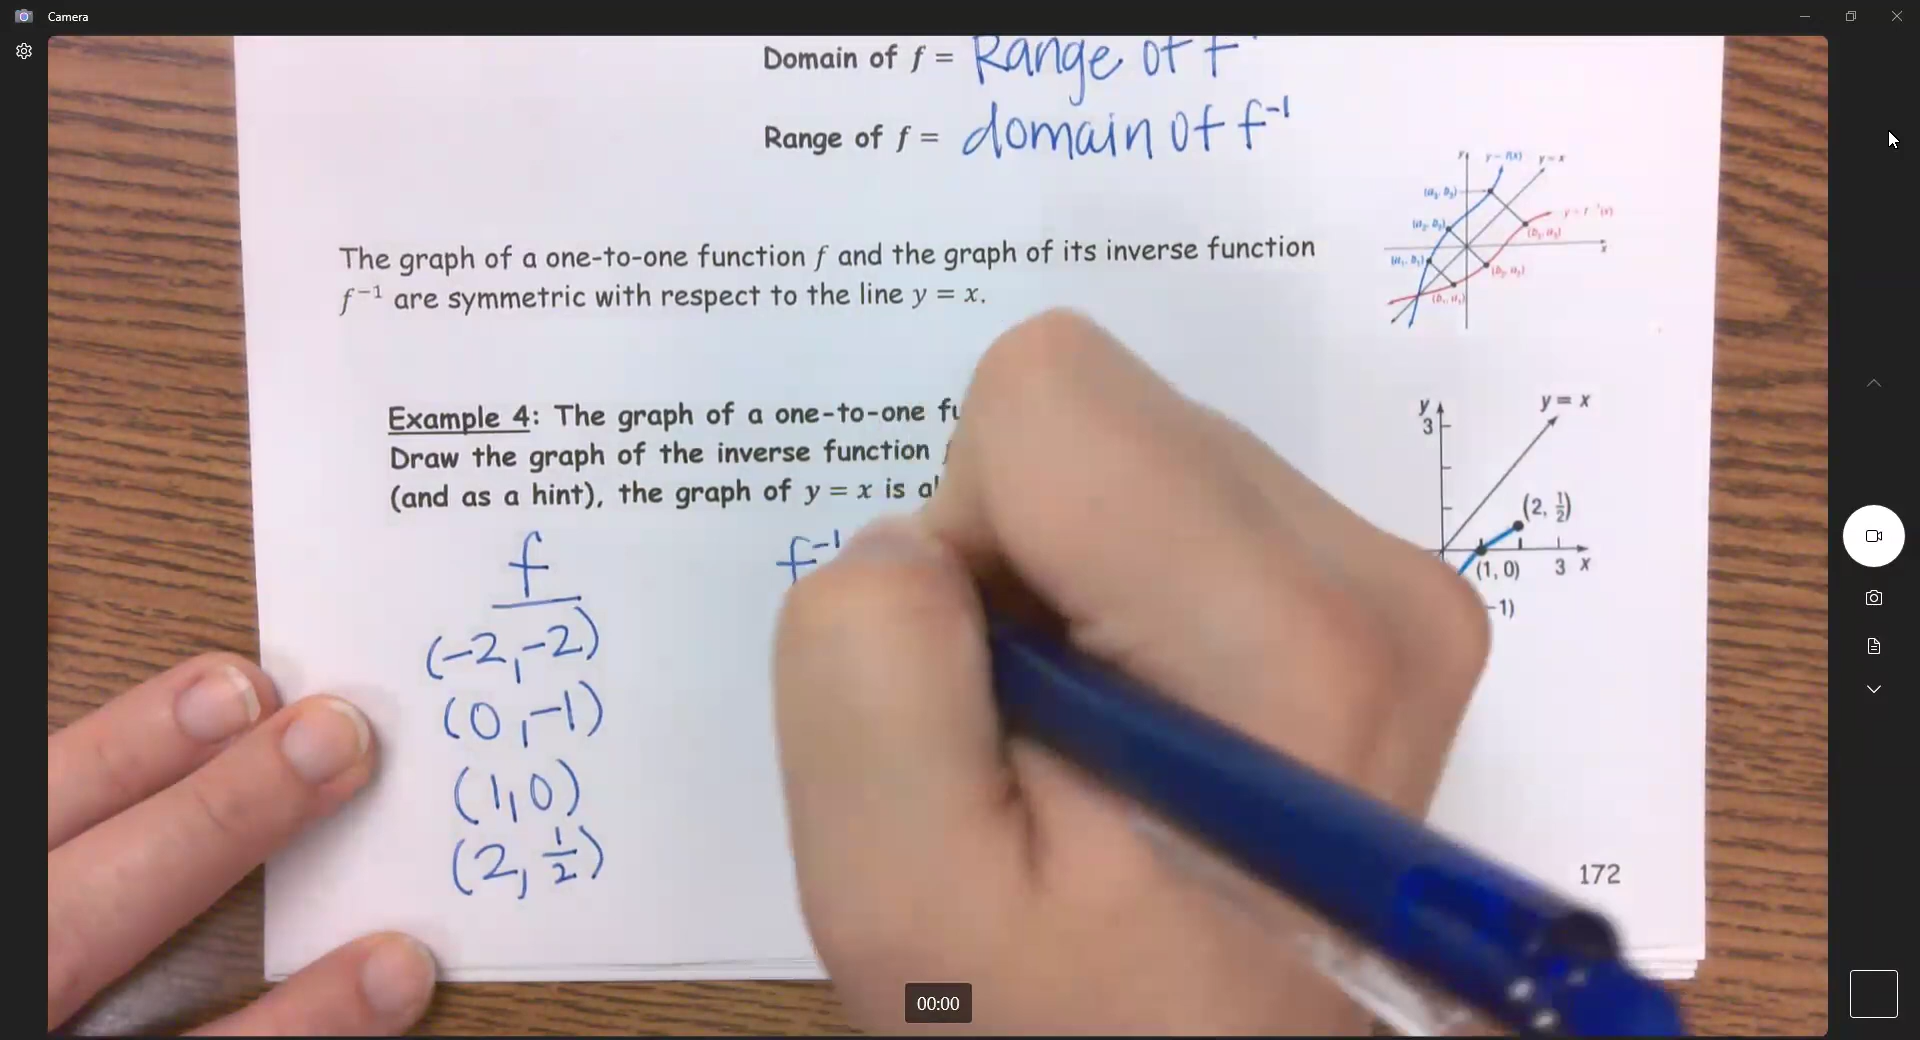 Camera
Domain of f = Range of f
Range of f = domain of f⁻¹
y y = f(x) y = x
The graph of a one-to-one function f and the graph of its inverse function
f⁻¹ are symmetric with respect to the line y = x.
x
Example 4: The graph of a one-to-one
Draw the graph of the inverse function
(and as a hint), the graph of y = x is
y y = x
3
(2, 1/2)
(1, 0) 3 x
-1)
f f⁻¹
(-2,-2)
(0,-1)
(1,0)
(2, 1/2)
172
00:00